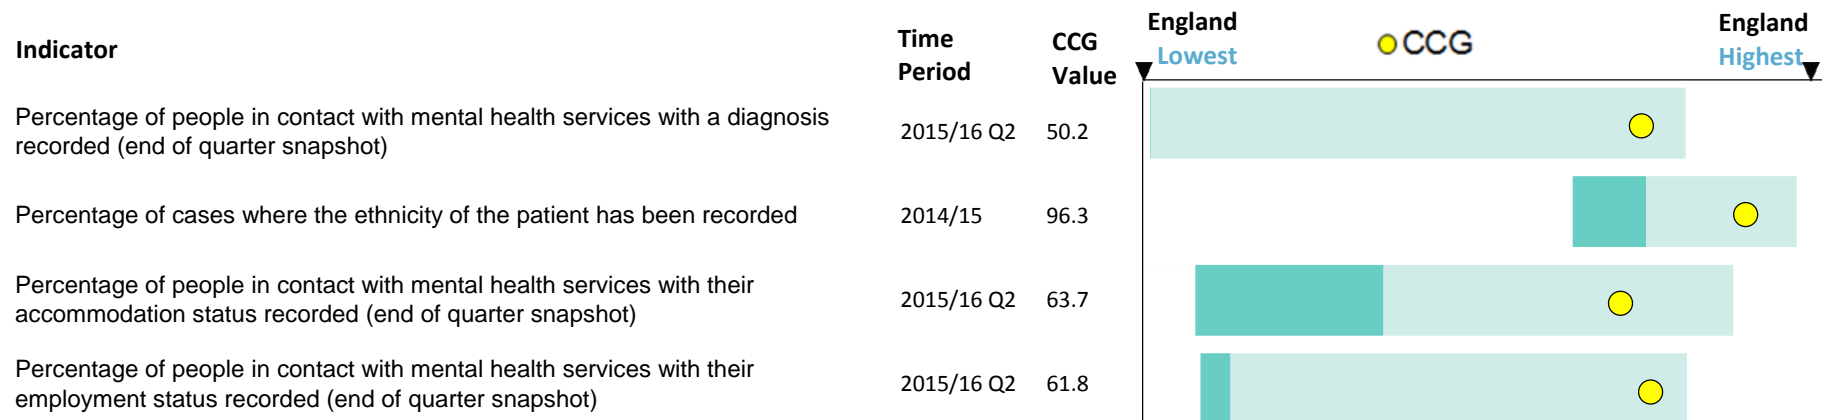 Indicator
Time
Period
CCG
Value
England
Lowest
CCG
England
Highest
Percentage of people in contact with mental health services with a diagnosis
recorded (end of quarter snapshot)
2015/16 Q2
50.2
Percentage of cases where the ethnicity of the patient has been recorded
2014/15
96.3
Percentage of people in contact with mental health services with their
accommodation status recorded (end of quarter snapshot)
2015/16 Q2
63.7
Percentage of people in contact with mental health services with their
employment status recorded (end of quarter snapshot)
2015/16 Q2
61.8